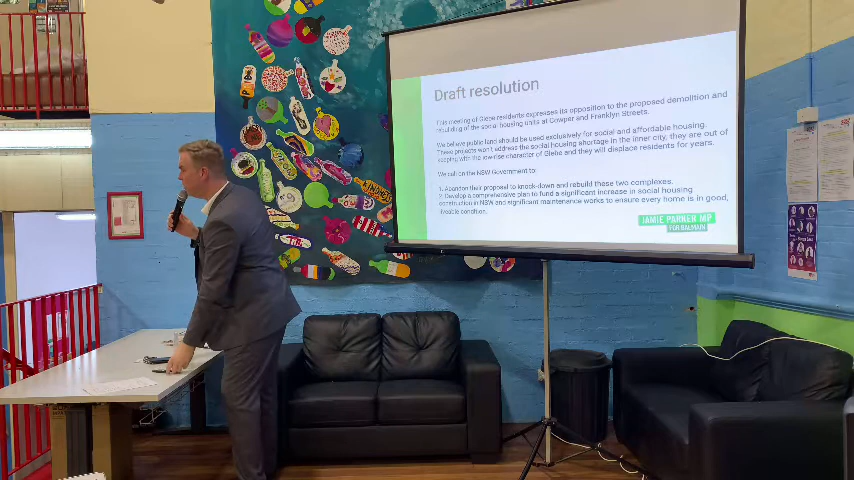 Draft resolution
This meeting of Glebe residents expresses its opposition to the proposed demolition and
rebuilding of the social housing units at Cowper and Franklyn Streets.
We believe public land should be used exclusively for social and affordable housing.
These projects won't address the social housing shortage in the inner city, they are out of
keeping with the low-rise character of Glebe and they will displace residents for years.
We call on the NSW Government to:
1. Abandon their proposal to knock-down and rebuild these two complexes.
2. Develop a comprehensive plan to fund a significant increase in social housing
construction in NSW and significant maintenance works to ensure every home is in good,
liveable condition.
JAMIE PARKER MP
FOR BALMAIN